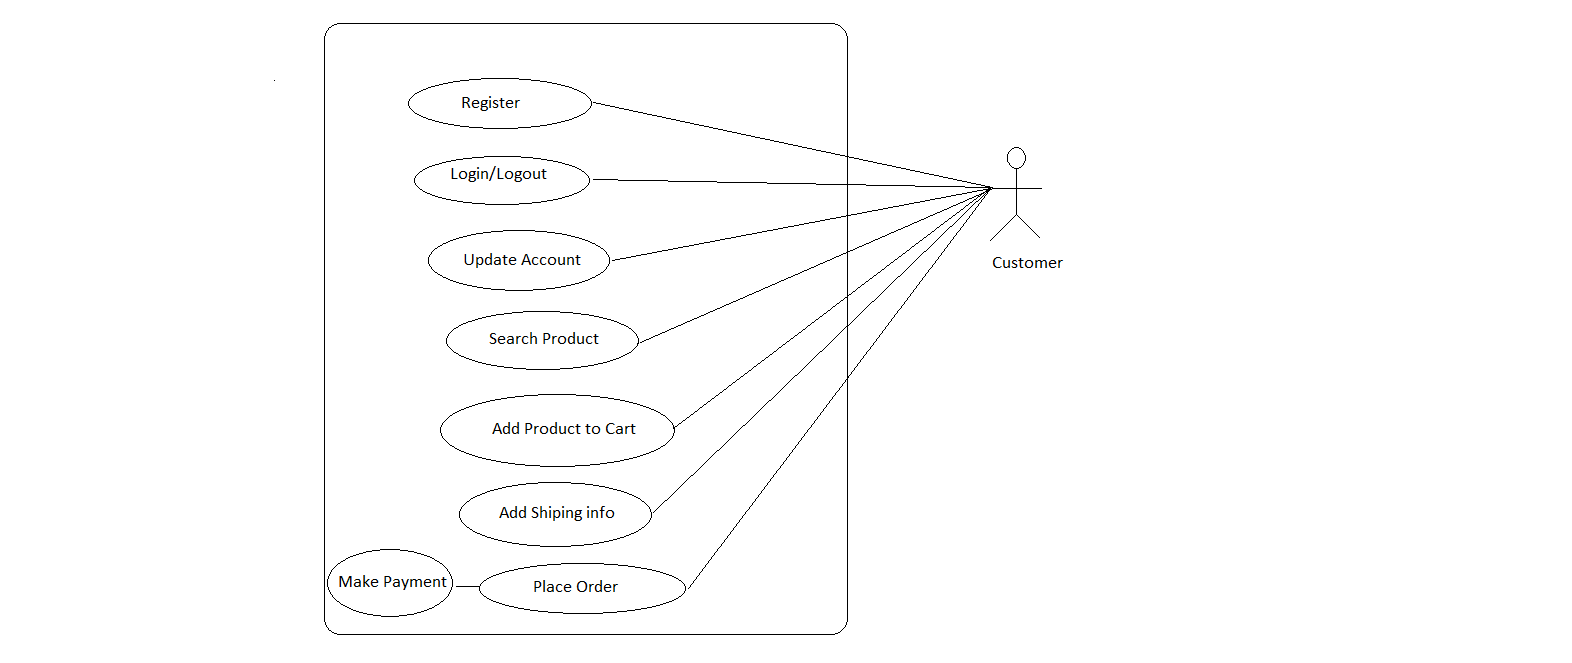 Register
Login/Logout
Update Account
Search Product
Add Product to Cart
Add Shiping info
Make Payment
Place Order
Customer